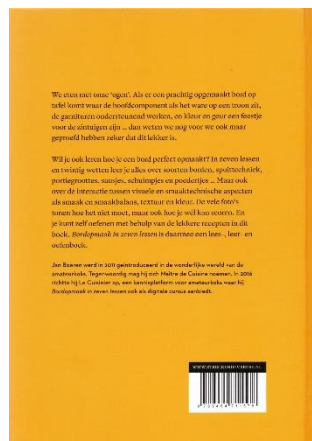 We eten met onze 'ogen'. Als er een prachtig opgemaakt bord op
tafel komt waar de hoofdcomponent als het ware op een troon zit,
de garnituren ondersteunend werken, en kleur en geur een feestje
voor de zintuigen zijn ... dan weten we nog voor we ook maar
geproefd hebben zeker dat dit lekker is.
Wil je ook leren hoe je een bord perfect opmaakt? In zeven lessen
en twintig wetten leer je alles over soorten borden, spuittechniek,
portiegroottes, sausjes, schuimpjes en poedertjes ... Maar ook
over de interactie tussen visuele en smaaktechnische aspecten
als smaak en smaakbalans, textuur en kleur. De vele foto's
tonen hoe het niet moet, maar ook hoe je wél kan scoren. En
je kunt zelf oefenen met behulp van de lekkere recepten in dit
boek. Bordopmaak in zeven lessen is daarmee een lees-, leer- en
oefenboek.
Jan Boeren werd in 2011 geïntroduceerd in de wonderlijke wereld van de
amateurkoks. Tegenwoordig mag hij zich Maître de Cuisine noemen. In 2016
richtte hij Le Cuisinier op, een kennisplatform voor amateurkoks waar hij
Bordopmaak in zeven lessen ook als digitale cursus aanbiedt.